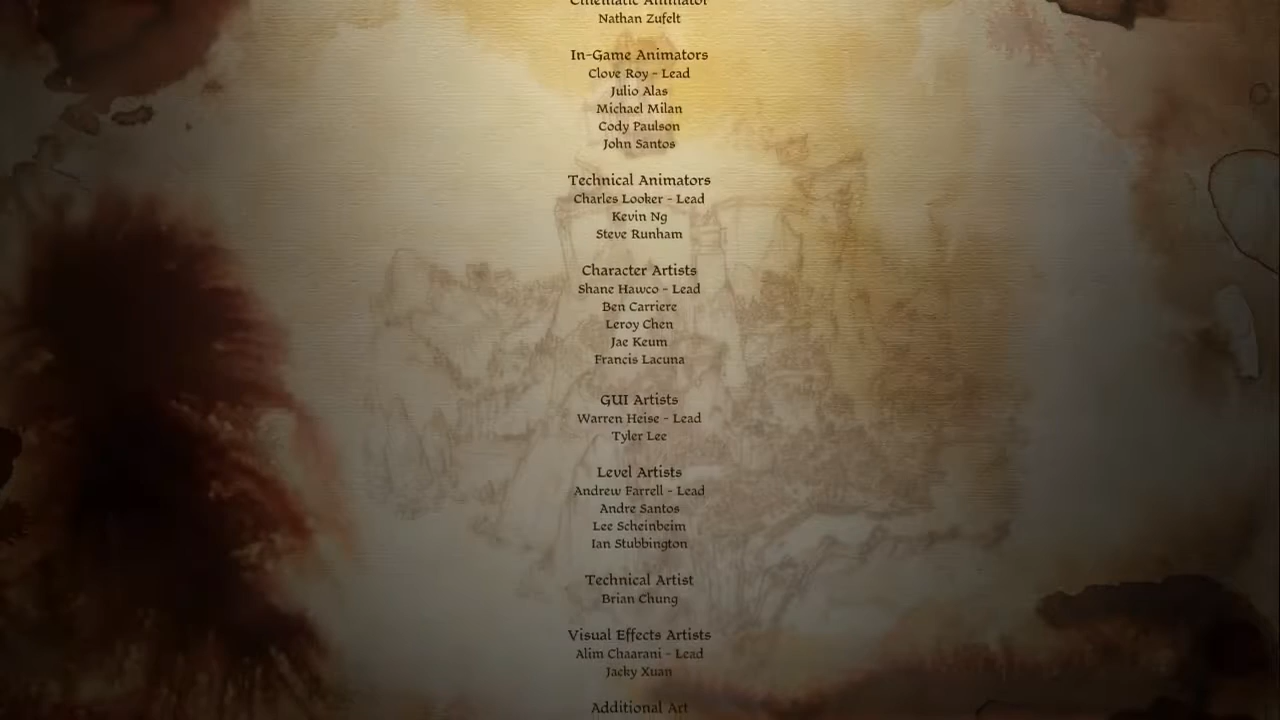 Cinematic Animator
Nathan Zufelt
In-Game Animators
Clove Roy - Lead
Julio Alas
Michael Milan
Cody Paulson
John Santos
Technical Animators
Charles Looker - Lead
Kevin Ng
Steve Runham
Character Artists
Shane Hawco - Lead
Ben Carriere
Leroy Chen
Jae Keum
Francis Lacuna
GUI Artists
Warren Heise - Lead
Tyler Lee
Level Artists
Andrew Farrell - Lead
Andre Santos
Lee Scheinbeim
Ian Stubbington
Technical Artist
Brian Chung
Visual Effects Artists
Alim Chaarani - Lead
Jacky Xuan
Additional Art